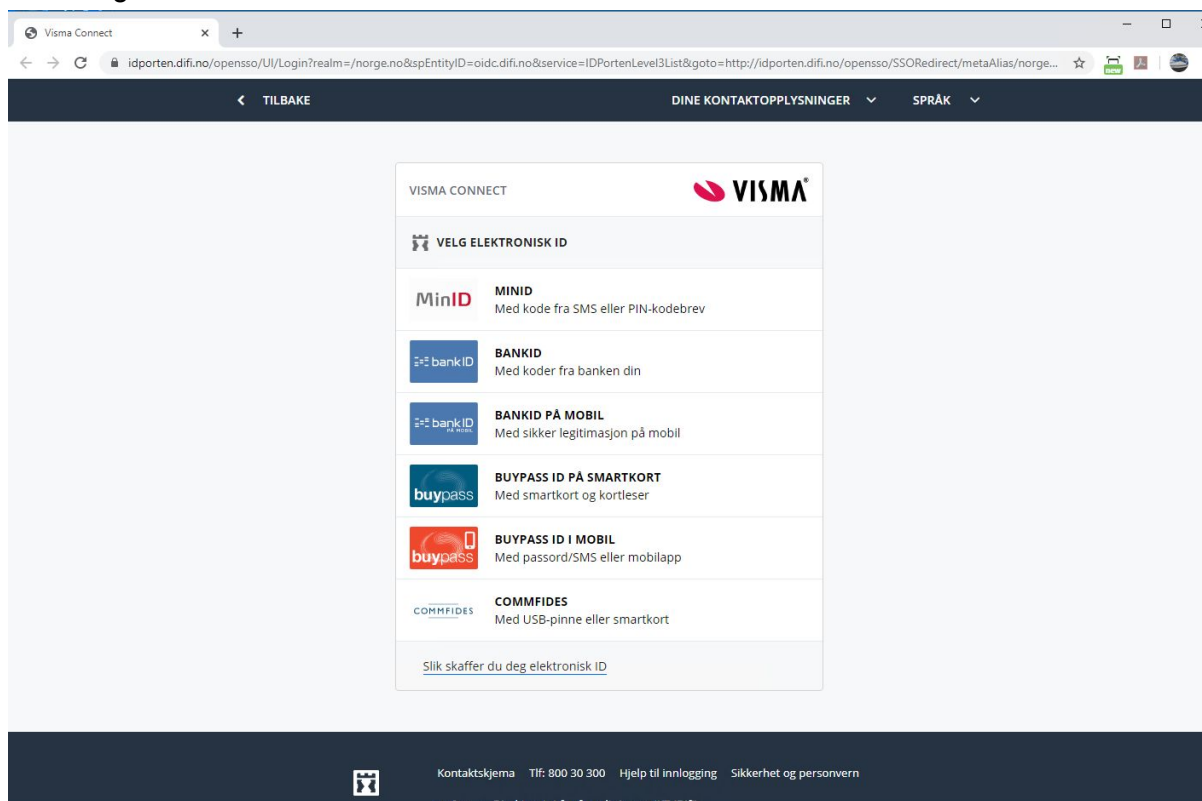 Visma Connect
idporten.difi.no/opensso/UI/Login?realm=/norge.no&spEntityID=oidc.difi.no&service=IDPortenLevel3List&goto=http://idporten.difi.no/opensso/SSORedirect/metaAlias/norge...
new
TILBAKE DINE KONTAKTOPPLYSNINGER SPRÅK
VISMA CONNECT VISMA®
VELG ELEKTRONISK ID
MinID MINID
Med kode fra SMS eller PIN-kodebrev
bankID BANKID
Med koder fra banken din
bankID PÅ MOBIL BANKID PÅ MOBIL
Med sikker legitimasjon på mobil
buypass BUYPASS ID PÅ SMARTKORT
Med smartkort og kortleser
buypass BUYPASS ID I MOBIL
Med passord/SMS eller mobilapp
COMMFIDES COMMFIDES
Med USB-pinne eller smartkort
Slik skaffer du deg elektronisk ID
Kontaktskjema Tlf: 800 30 300 Hjelp til innlogging Sikkerhet og personvern